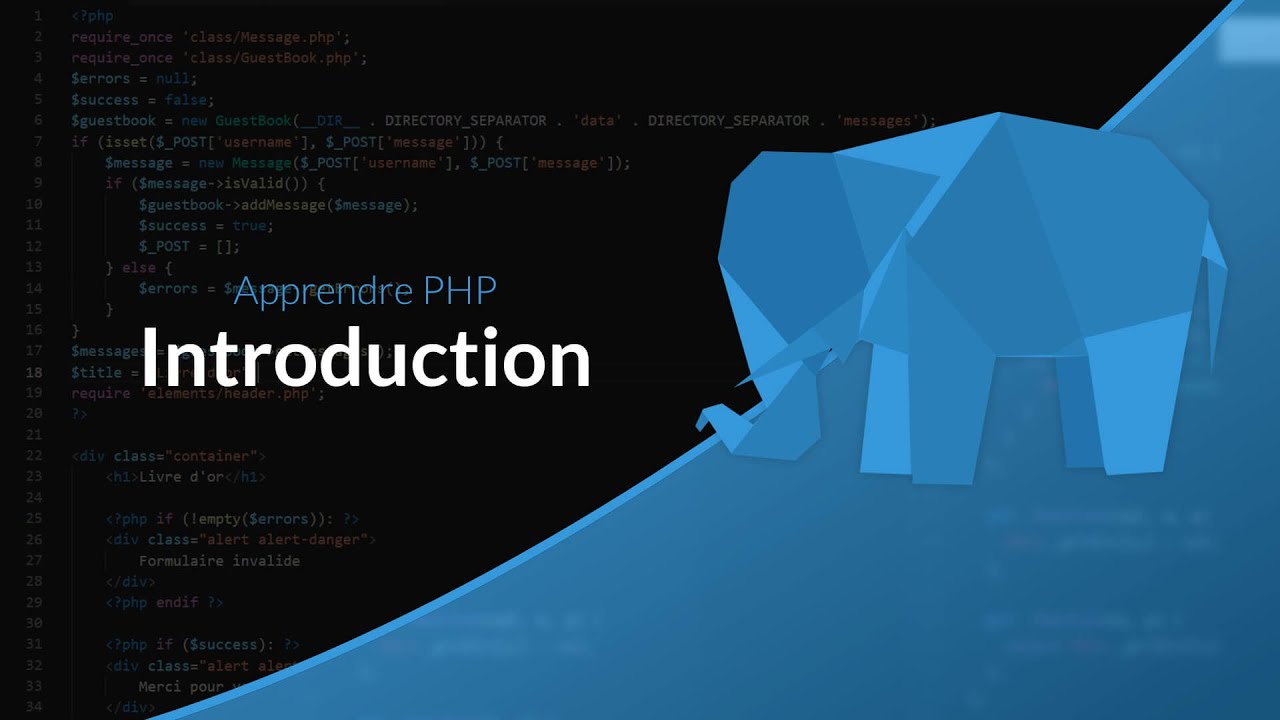 1 <?php
2 require_once 'class/Message.php';
3 require_once 'class/GuestBook.php';
4 $errors = null;
5 $success = false;
6 $guestbook = new GuestBook(__DIR__ . DIRECTORY_SEPARATOR . 'data' . DIRECTORY_SEPARATOR . 'messages');
7 if (isset($_POST['username'], $_POST['message'])) {
8 $message = new Message($_POST['username'], $_POST['message']);
9 if ($message->isValid()) {
10 $guestbook->addMessage($message);
11 $success = true;
12 $_POST = [];
13 } else {
14 $errors =
Apprendre PHP
15 }
16 }
Introduction
17 $messages
18 $title =
19 require 'elements/header.php';
20 ?>
21
22 <div class="container">
23 <h1>Livre d'or</h1>
24
25 <?php if (!empty($errors)): ?>
26 <div class="alert alert-danger">
27 Formulaire invalide
28 </div>
29 <?php endif ?>
30
31 <?php if ($success): ?>
32 <div class="alert
33 Merci pour
34 </div>